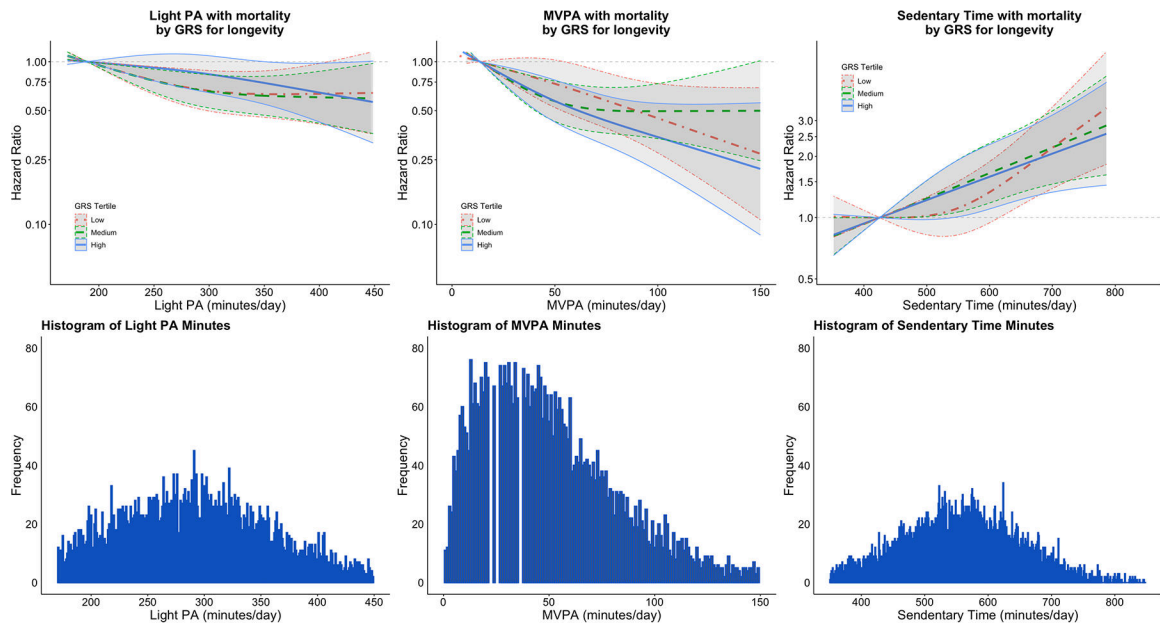 Light PA with mortality
by GRS for longevity
Hazard Ratio
1.00
0.75
0.50
0.25
0.10
GRS Tertile
Low
Medium
High
200 250 300 350 400 450
Light PA (minutes/day)
MVPA with mortality
by GRS for longevity
Hazard Ratio
1.00
0.75
0.50
0.25
0.10
GRS Tertile
Low
Medium
High
0 50 100 150
MVPA (minutes/day)
Sedentary Time with mortality
by GRS for longevity
Hazard Ratio
GRS Tertile
Low
Medium
High
3.0
2.5
2.0
1.5
1.0
0.5
400 500 600 700 800
Sedentary Time (minutes/day)
Histogram of Light PA Minutes
Frequency
80
60
40
20
0
200 250 300 350 400 450
Light PA (minutes/day)
Histogram of MVPA Minutes
Frequency
80
60
40
20
0
0 50 100 150
MVPA (minutes/day)
Histogram of Sendentary Time Minutes
Frequency
80
60
40
20
0
400 500 600 700 800
Sendentary Time (minutes/day)